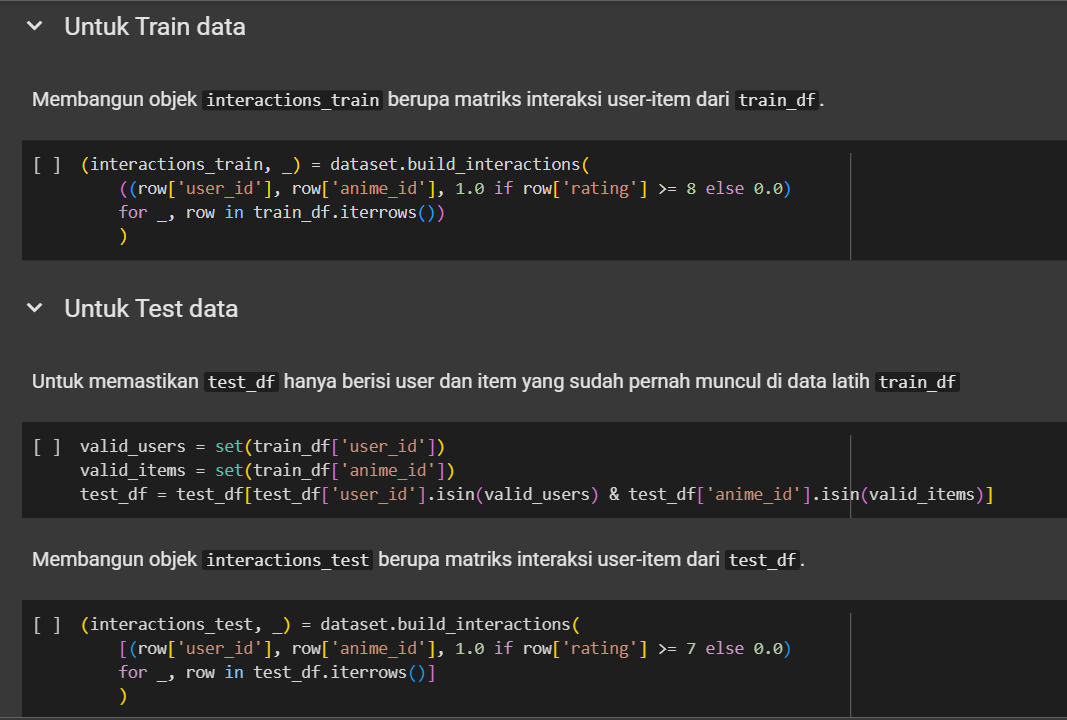 Untuk Train data
Membangun objek interactions_train berupa matriks interaksi user-item dari train_df.
[ ] (interactions_train, _) = dataset.build_interactions(
((row['user_id'], row['anime_id'], 1.0 if row['rating'] >= 8 else 0.0)
for _, row in train_df.iterrows())
)
Untuk Test data
Untuk memastikan test_df hanya berisi user dan item yang sudah pernah muncul di data latih train_df
[ ] valid_users = set(train_df['user_id'])
valid_items = set(train_df['anime_id'])
test_df = test_df[test_df['user_id'].isin(valid_users) & test_df['anime_id'].isin(valid_items)]
Membangun objek interactions_test berupa matriks interaksi user-item dari test_df.
[ ] (interactions_test, _) = dataset.build_interactions(
[(row['user_id'], row['anime_id'], 1.0 if row['rating'] >= 7 else 0.0)
for _, row in test_df.iterrows()]
)